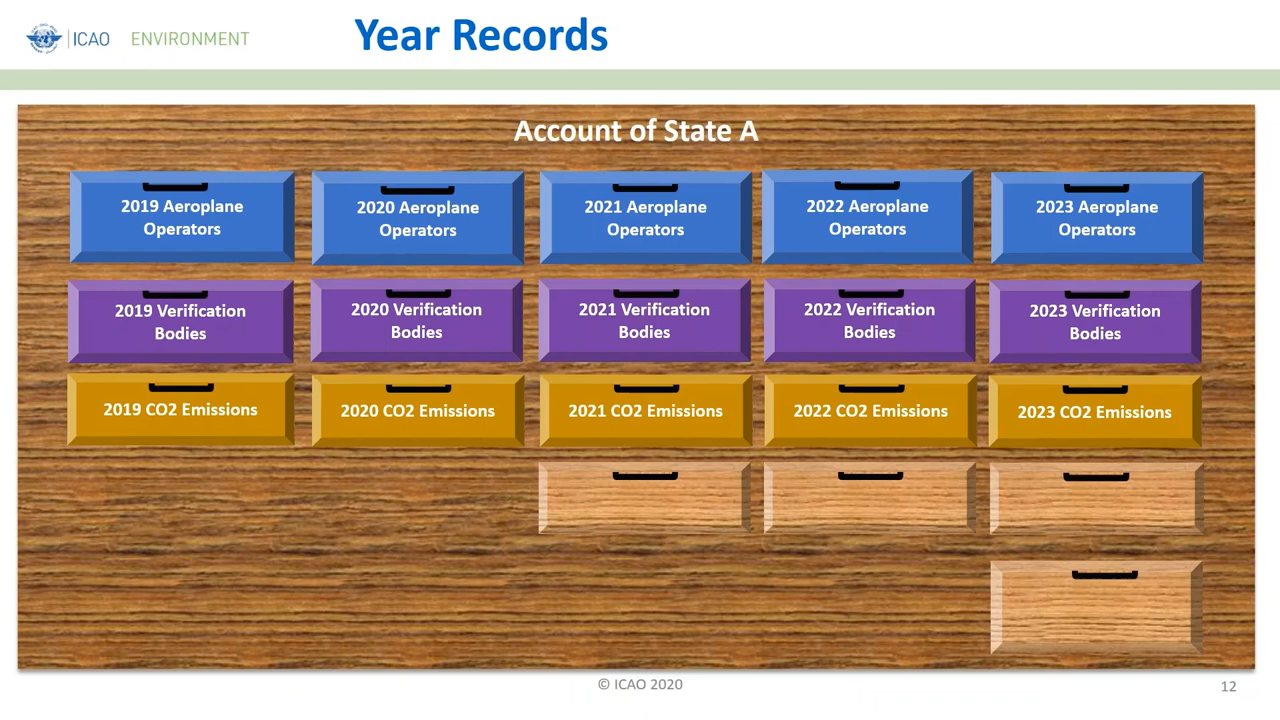 ICAO ENVIRONMENT
Year Records
Account of State A
2019 Aeroplane
Operators
2020 Aeroplane
Operators
2021 Aeroplane
Operators
2022 Aeroplane
Operators
2023 Aeroplane
Operators
2019 Verification
Bodies
2020 Verification
Bodies
2021 Verification
Bodies
2022 Verification
Bodies
2023 Verification
Bodies
2019 CO2 Emissions
2020 CO2 Emissions
2021 CO2 Emissions
2022 CO2 Emissions
2023 CO2 Emissions
© ICAO 2020
12